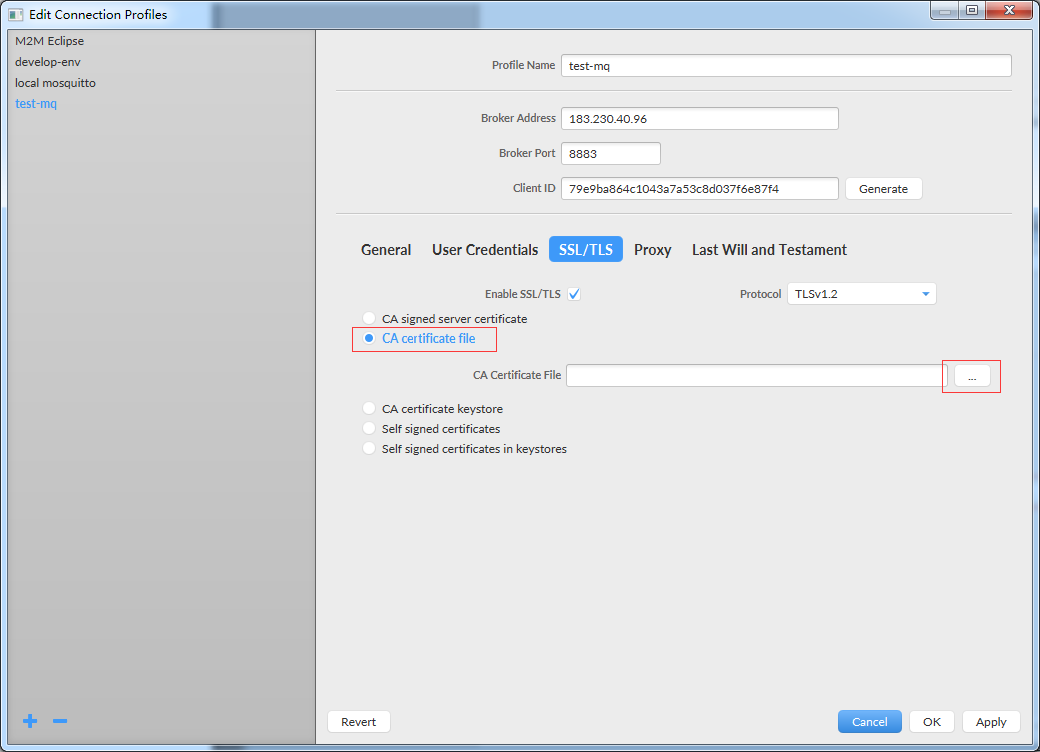 Edit Connection Profiles
M2M Eclipse
develop-env
local mosquitto
test-mq
Profile Name test-mq
Broker Address 183.230.40.96
Broker Port 8883
Client ID 79e9ba864c1043a7a53c8d037f6e87f4 Generate
General User Credentials SSL/TLS Proxy Last Will and Testament
Enable SSL/TLS Protocol TLSv1.2
CA signed server certificate
CA certificate file
CA Certificate File ...
CA certificate keystore
Self signed certificates
Self signed certificates in keystores
Revert Cancel OK Apply